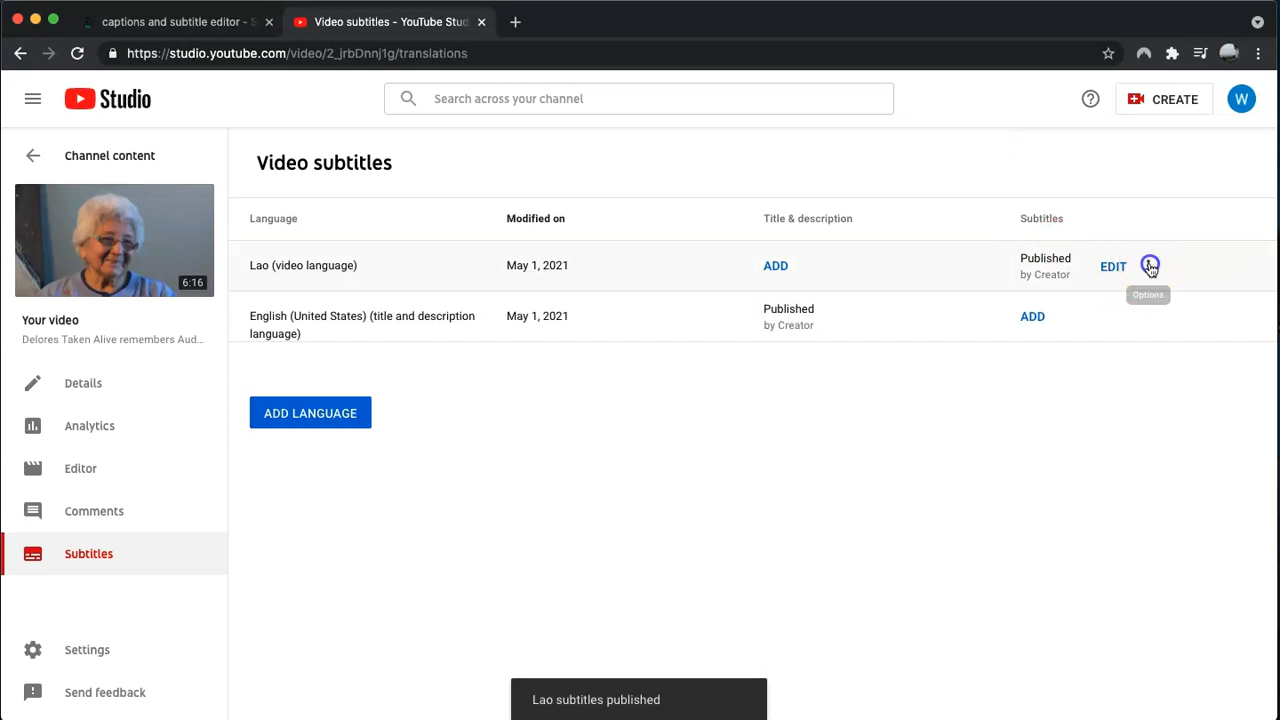 captions and subtitle editor - S
Video subtitles - YouTube Stud
https://studio.youtube.com/video/2_jrbDnnj1g/translations
Studio
Search across your channel
CREATE
W
Channel content
6:16
Your video
Delores Taken Alive remembers Aud...
Details
Analytics
Editor
Comments
Subtitles
Settings
Send feedback
Video subtitles
Language
Modified on
Title & description
Subtitles
Lao (video language)
May 1, 2021
ADD
Published
by Creator
EDIT
Options
English (United States) (title and description
language)
May 1, 2021
Published
by Creator
ADD
ADD LANGUAGE
Lao subtitles published